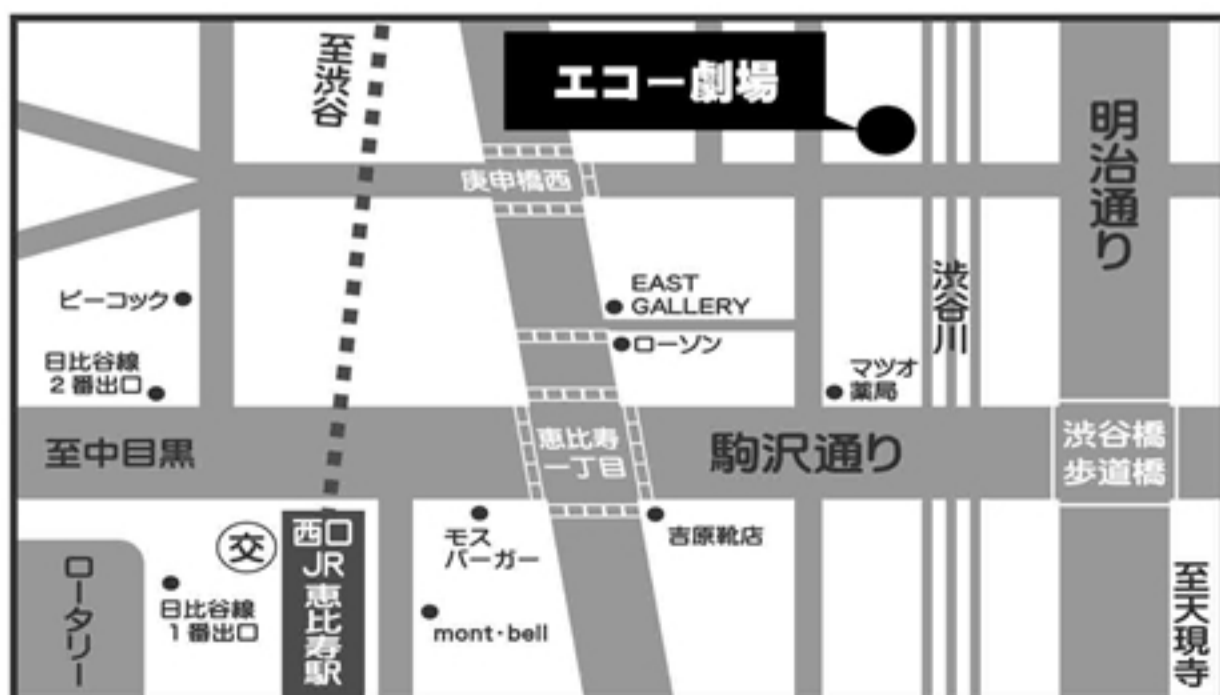 至渋谷
エコー劇場
明治通り
庚申橋西
渋谷川
EAST
GALLERY
ピーコック
ローソン
日比谷線
2番出口
マツオ
薬局
至中目黒
恵比寿
一丁目
駒沢通り
渋谷橋
歩道橋
交
西口
JR恵比寿駅
モス
バーガー
吉原靴店
ロータリー
日比谷線
1番出口
mont・bell
至天現寺